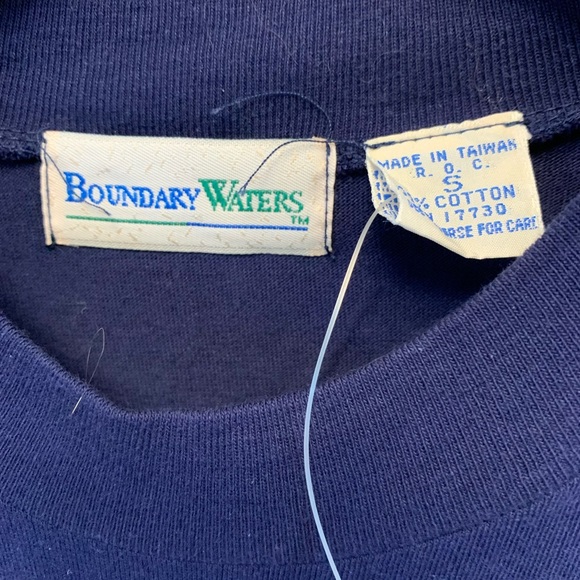 BOUNDARY WATERS
TM
MADE IN TAIWAN
R. O. C.
S
% COTTON
17730
FOR CARE